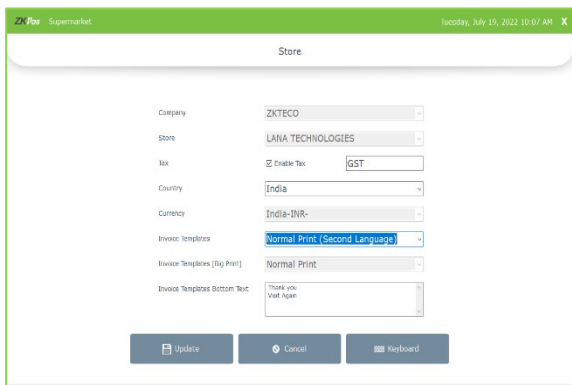 ZKPos Supermarket
Tuesday, July 19, 2022 10:07 AM X
Store
Company ZKTECO
Store LANA TECHNOLOGIES
Tax Enable Tax GST
Country India
Currency India-INR-
Invoice Templates Normal Print (Second Language)
Invoice Templates [Big Print] Normal Print
Invoice Templates Bottom Text Thank you
Visit Again
Update Cancel Keyboard